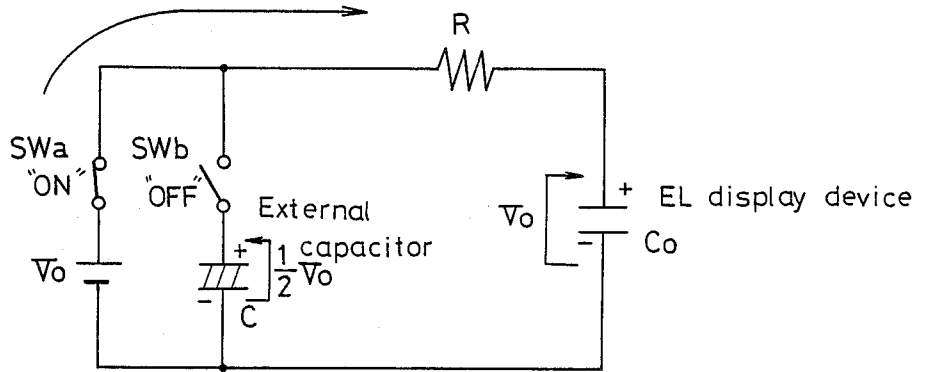 R
SWa
"ON"
SWb
"OFF"
External
capacitor
Vo
+
-
C
1/2 Vo
Vo
+
-
Co
EL display device